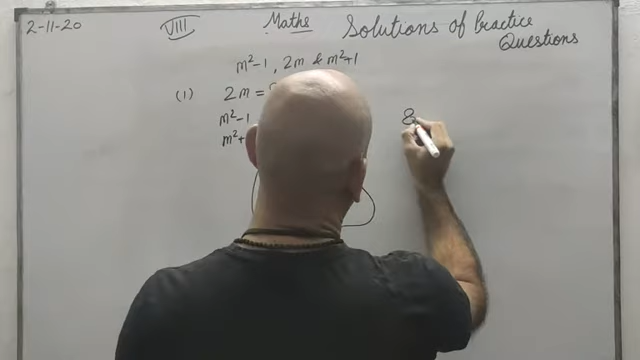 2-11-20 VIII Maths Solutions of Practice
Questions
m²-1, 2m & m²+1
(1) 2m =
m²-1
m²+
8